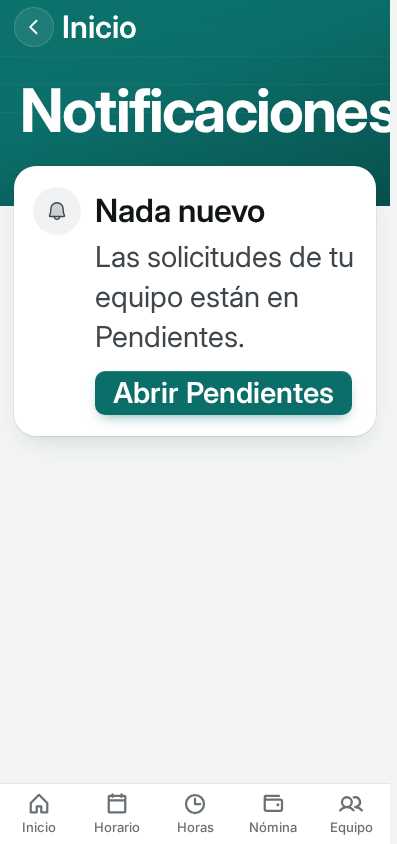 Inicio
Notificaciones
Nada nuevo
Las solicitudes de tu
equipo están en
Pendientes.
Abrir Pendientes
Inicio
Horario
Horas
Nómina
Equipo